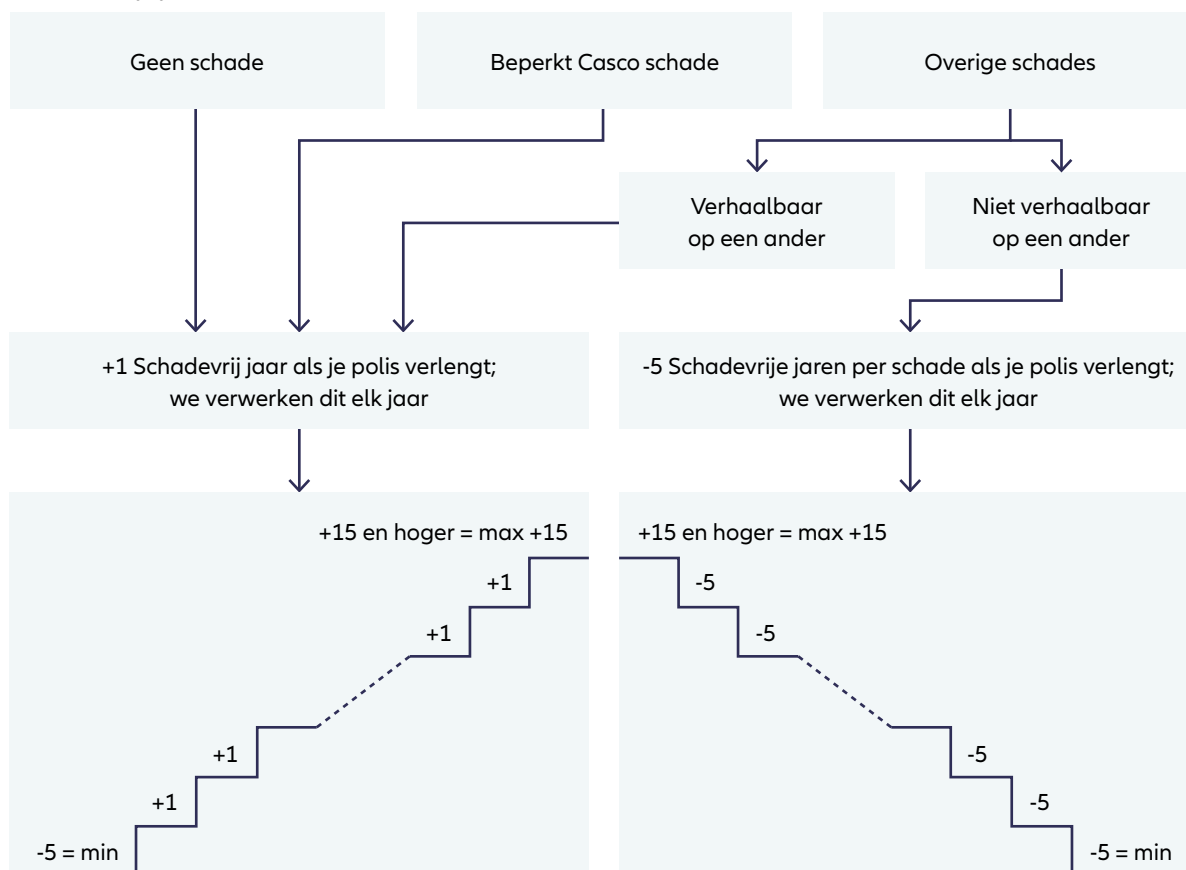 Geen schade
Beperkt Casco schade
Overige schades
Verhaalbaar
op een ander
Niet verhaalbaar
op een ander
+1 Schadevrij jaar als je polis verlengt;
we verwerken dit elk jaar
-5 Schadevrije jaren per schade als je polis verlengt;
we verwerken dit elk jaar
+15 en hoger = max +15
+1
+1
+1
+1
-5 = min
+15 en hoger = max +15
-5
-5
-5
-5
-5 = min